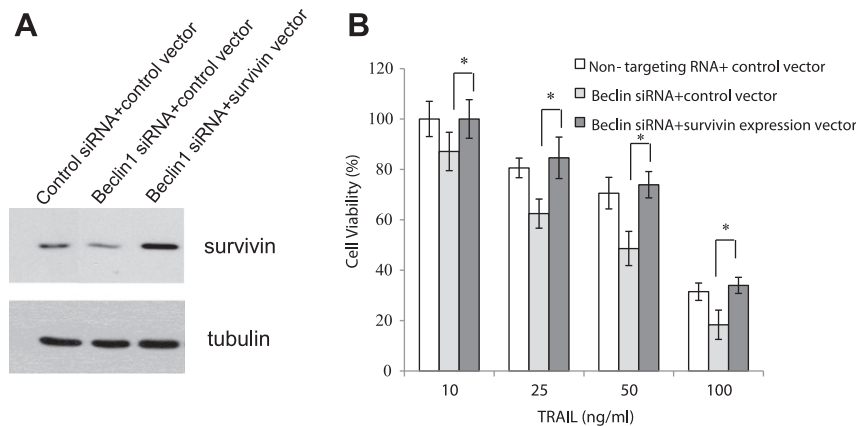 A
Control siRNA+control vector
Beclin1 siRNA+control vector
Beclin1 siRNA+survivin vector
survivin
tubulin
B
120
100
80
60
40
20
0
Cell Viability (%)
* * * *
Non- targeting RNA+ control vector
Beclin siRNA+control vector
Beclin siRNA+survivin expression vector
10 25 50 100
TRAIL (ng/ml)